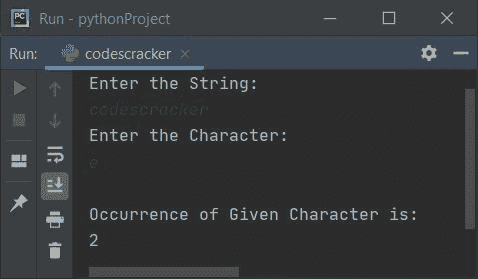 PC
Run - pythonProject
Run:
codescracker
Enter the String:
codescracker
Enter the Character:
e
Occurrence of Given Character is:
2